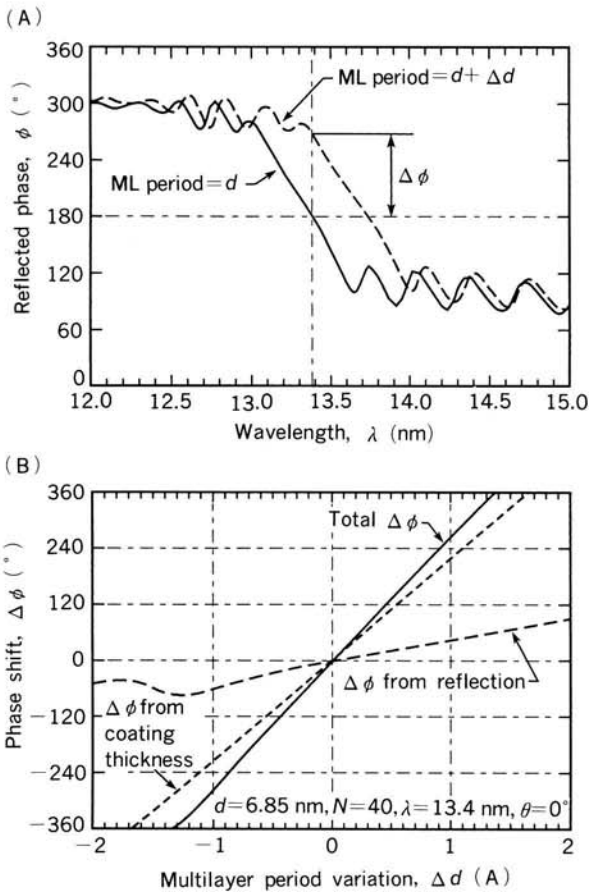 (A)
360
300
240
180
120
60
0
Reflected phase, ϕ (°)
ML period=d+ Δd
ML period=d
Δϕ
12.0 12.5 13.0 13.5 14.0 14.5 15.0
Wavelength, λ (nm)
(B)
360
240
120
0
−120
−240
−360
Phase shift, Δϕ (°)
Total Δϕ
Δϕ from reflection
Δϕ from
coating
thickness
d=6.85 nm, N=40, λ=13.4 nm, θ=0°
−2 −1 0 1 2
Multilayer period variation, Δd (A)